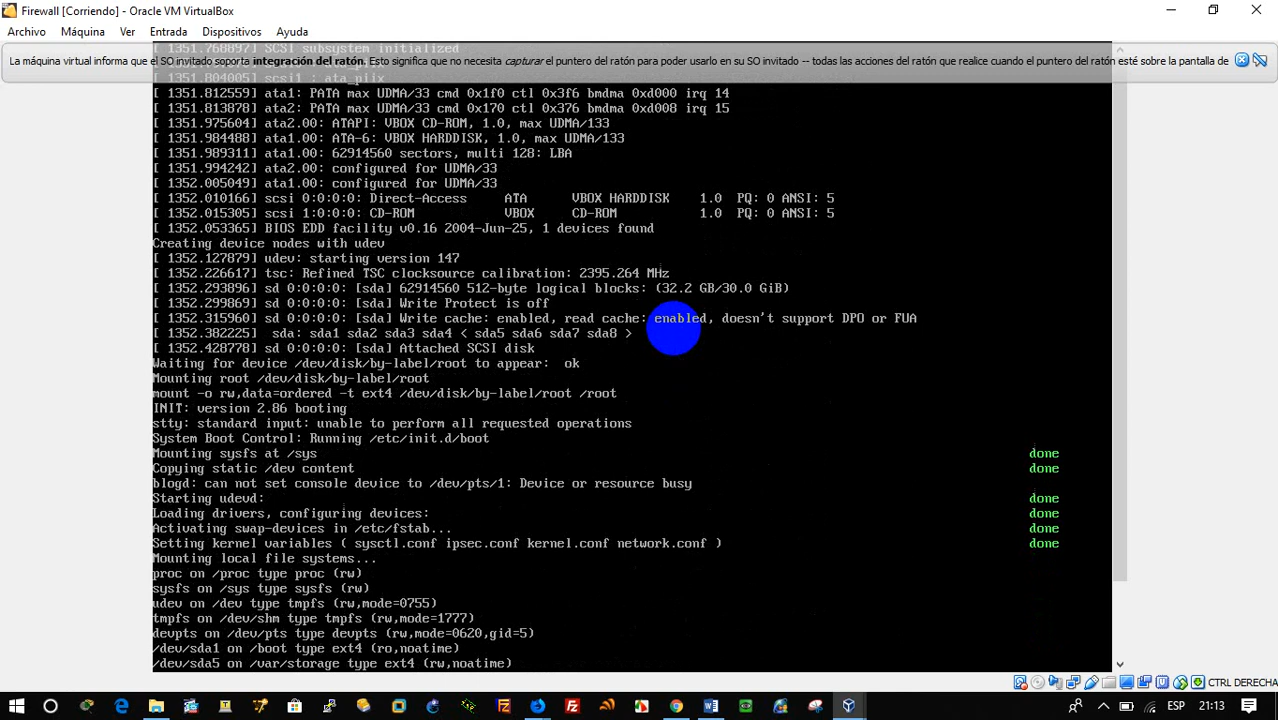 Firewall [Corriendo] - Oracle VM VirtualBox
Archivo Máquina Ver Entrada Dispositivos Ayuda
[ 1351.768897] SCSI subsystem initialized
La máquina virtual informa que el SO invitado soporta integración del ratón. Esto significa que no necesita capturar el puntero del ratón para poder usarlo en su SO invitado -- todas las acciones del ratón que realice cuando el puntero del ratón esté sobre la pantalla de
[ 1351.804005] scsi1 : ata_piix
[ 1351.812559] ata1: PATA max UDMA/33 cmd 0x1f0 ctl 0x3f6 bmdma 0xd000 irq 14
[ 1351.813878] ata2: PATA max UDMA/33 cmd 0x170 ctl 0x376 bmdma 0xd008 irq 15
[ 1351.975604] ata2.00: ATAPI: VBOX CD-ROM, 1.0, max UDMA/133
[ 1351.984488] ata1.00: ATA-6: VBOX HARDDISK, 1.0, max UDMA/133
[ 1351.989311] ata1.00: 62914560 sectors, multi 128: LBA
[ 1351.994242] ata2.00: configured for UDMA/33
[ 1352.005049] ata1.00: configured for UDMA/33
[ 1352.010166] scsi 0:0:0:0: Direct-Access ATA VBOX HARDDISK 1.0 PQ: 0 ANSI: 5
[ 1352.015305] scsi 1:0:0:0: CD-ROM VBOX CD-ROM 1.0 PQ: 0 ANSI: 5
[ 1352.053365] BIOS EDD facility v0.16 2004-Jun-25, 1 devices found
Creating device nodes with udev
[ 1352.127879] udev: starting version 147
[ 1352.226617] tsc: Refined TSC clocksource calibration: 2395.264 MHz
[ 1352.293896] sd 0:0:0:0: [sda] 62914560 512-byte logical blocks: (32.2 GB/30.0 GiB)
[ 1352.299869] sd 0:0:0:0: [sda] Write Protect is off
[ 1352.315960] sd 0:0:0:0: [sda] Write cache: enabled, read cache: enabled, doesn't support DPO or FUA
[ 1352.382225] sda: sda1 sda2 sda3 sda4 < sda5 sda6 sda7 sda8 >
[ 1352.428778] sd 0:0:0:0: [sda] Attached SCSI disk
Waiting for device /dev/disk/by-label/root to appear: ok
Mounting root /dev/disk/by-label/root
mount -o rw,data=ordered -t ext4 /dev/disk/by-label/root /root
INIT: version 2.86 booting
stty: standard input: unable to perform all requested operations
System Boot Control: Running /etc/init.d/boot
Mounting sysfs at /sys done
Copying static /dev content done
blogd: can not set console device to /dev/pts/1: Device or resource busy
Starting udevd: done
Loading drivers, configuring devices: done
Activating swap-devices in /etc/fstab... done
Setting kernel variables ( sysctl.conf ipsec.conf kernel.conf network.conf ) done
Mounting local file systems...
proc on /proc type proc (rw)
sysfs on /sys type sysfs (rw)
udev on /dev type tmpfs (rw,mode=0755)
tmpfs on /dev/shm type tmpfs (rw,mode=1777)
devpts on /dev/pts type devpts (rw,mode=0620,gid=5)
/dev/sda1 on /boot type ext4 (ro,noatime)
/dev/sda5 on /var/storage type ext4 (rw,noatime)
CTRL DERECHA
ESP 21:13